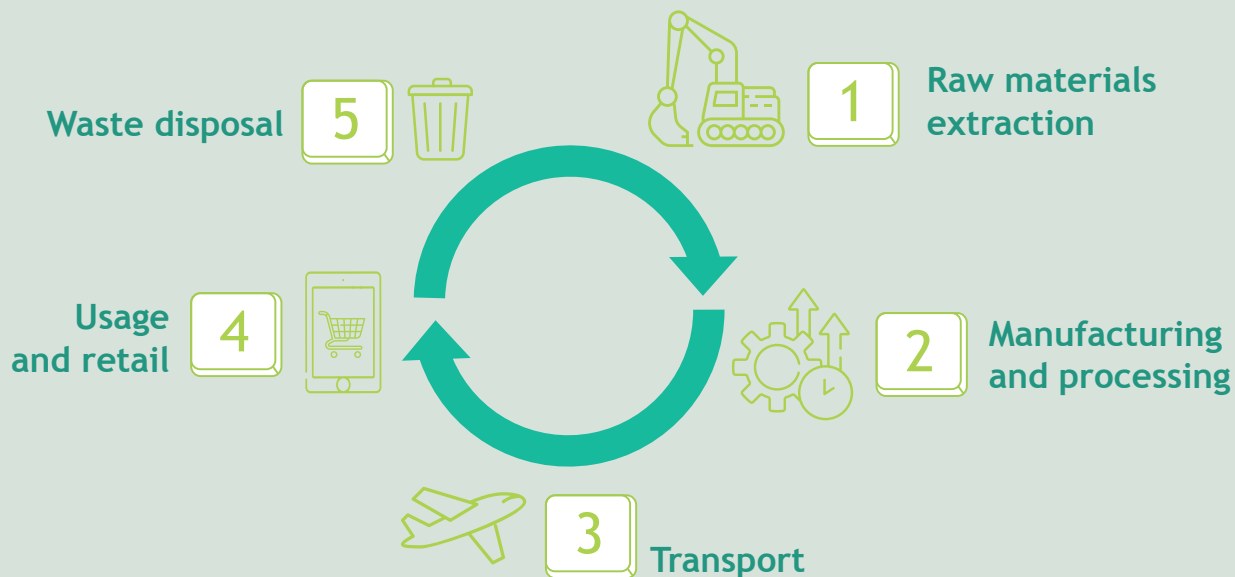 1
Raw materials
extraction
2
Manufacturing
and processing
3
Transport
4
Usage
and retail
5
Waste disposal